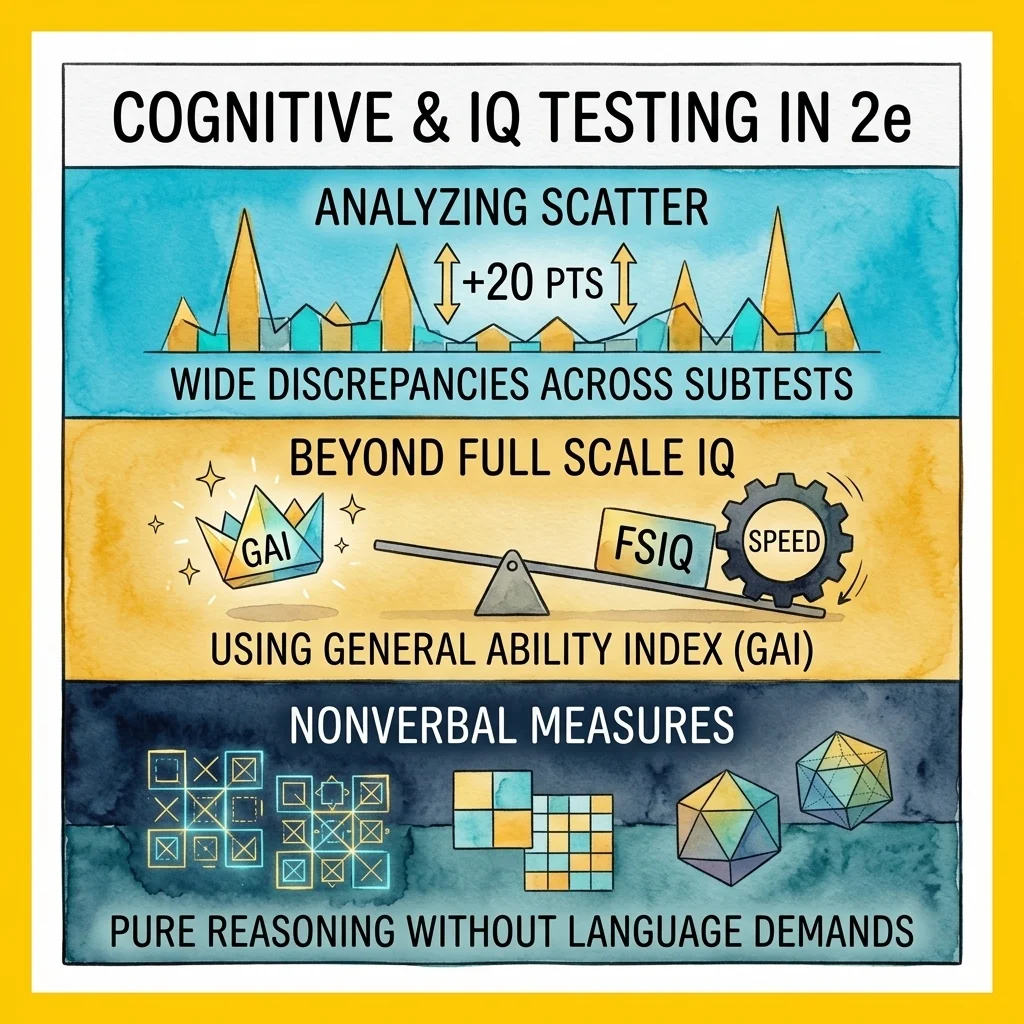 COGNITIVE & IQ TESTING IN 2e
ANALYZING SCATTER
+20 PTS
WIDE DISCREPANCIES ACROSS SUBTESTS
BEYOND FULL SCALE IQ
GAI
FSIQ
SPEED
USING GENERAL ABILITY INDEX (GAI)
NONVERBAL MEASURES
PURE REASONING WITHOUT LANGUAGE DEMANDS